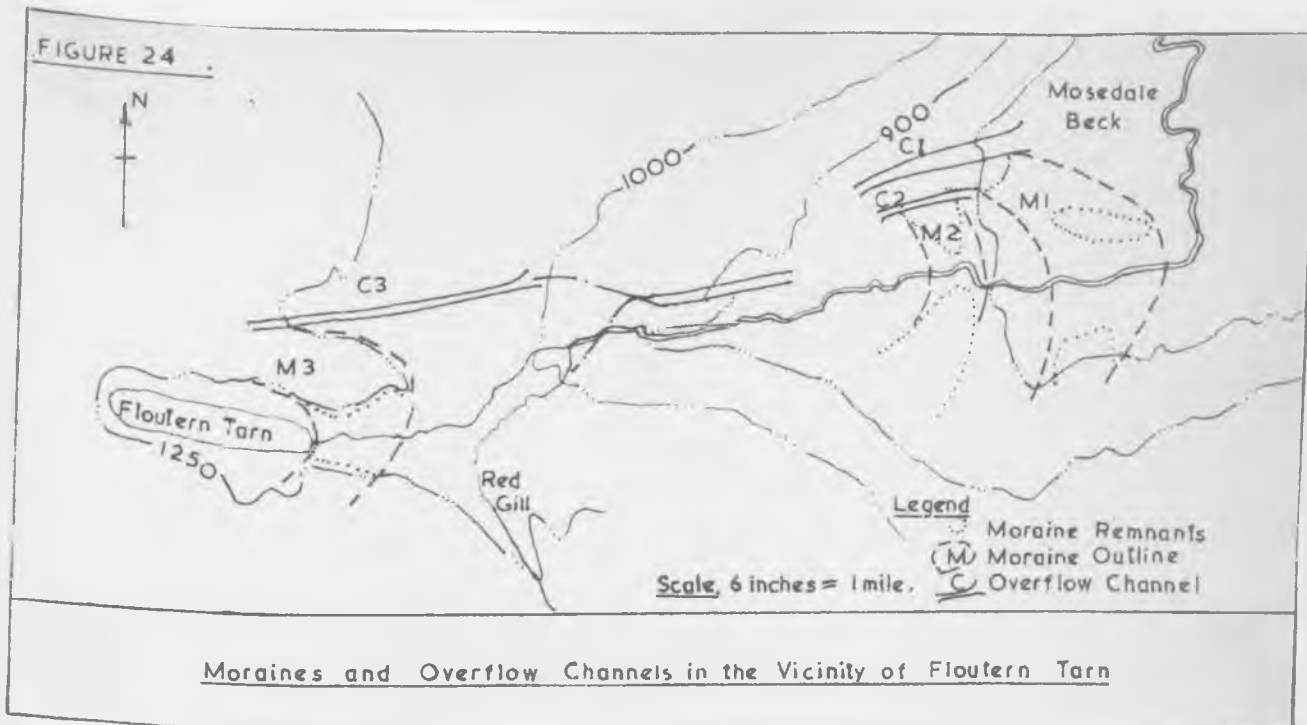 FIGURE 24 .
N
Mosedale
Beck
900
C1
1000
C2
M1
M2
C3
M3
Floutern Tarn
1250
Red
Gill
Legend
Moraine Remnants
M Moraine Outline
C Overflow Channel
Scale, 6 inches = 1 mile.
Moraines and Overflow Channels in the Vicinity of Floutern Tarn